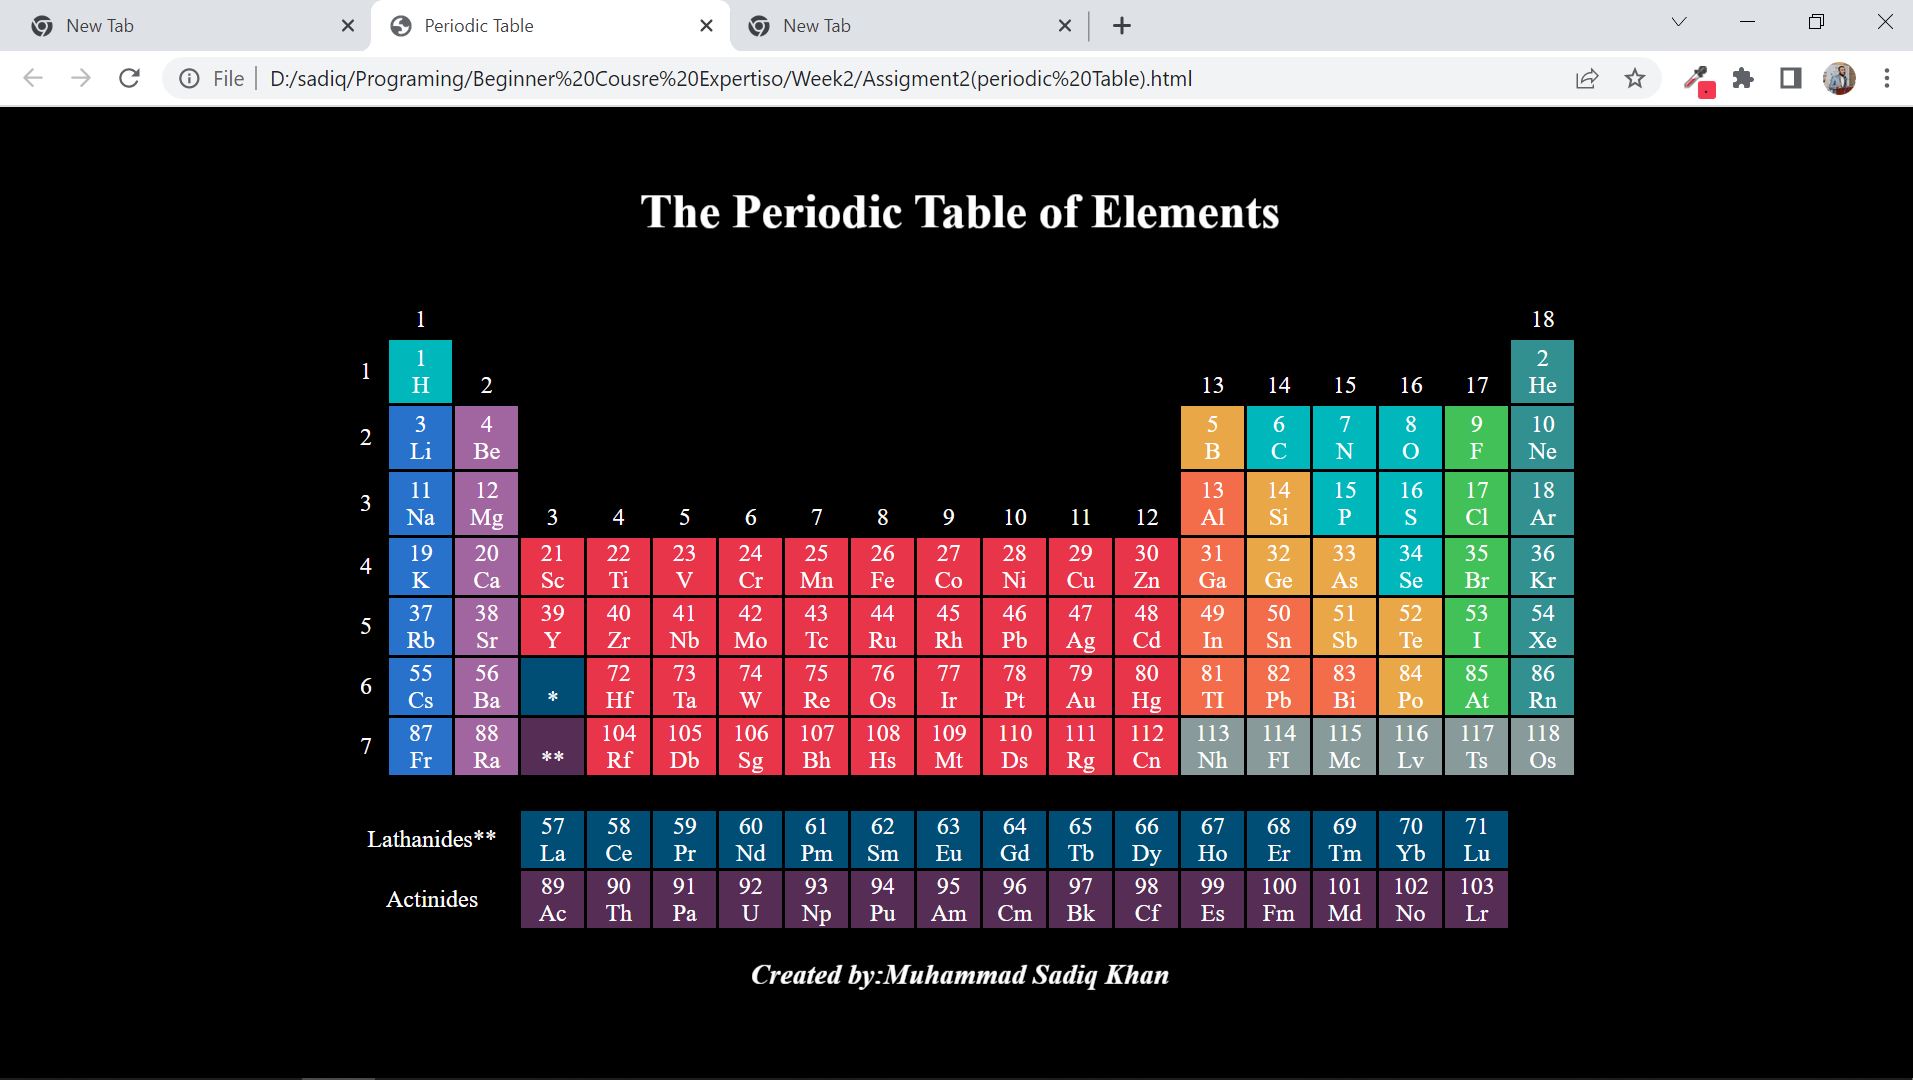 New Tab Periodic Table New Tab
File D:/sadiq/Programing/Beginner%20Cousre%20Expertiso/Week2/Assigment2(periodic%20Table).html
The Periodic Table of Elements
1 18
1 1 2
H 2 13 14 15 16 17 He
2 3 4 5 6 7 8 9 10
Li Be B C N O F Ne
3 11 12 13 14 15 16 17 18
Na Mg 3 4 5 6 7 8 9 10 11 12 Al Si P S Cl Ar
4 19 20 21 22 23 24 25 26 27 28 29 30 31 32 33 34 35 36
K Ca Sc Ti V Cr Mn Fe Co Ni Cu Zn Ga Ge As Se Br Kr
5 37 38 39 40 41 42 43 44 45 46 47 48 49 50 51 52 53 54
Rb Sr Y Zr Nb Mo Tc Ru Rh Pb Ag Cd In Sn Sb Te I Xe
6 55 56 72 73 74 75 76 77 78 79 80 81 82 83 84 85 86
Cs Ba * Hf Ta W Re Os Ir Pt Au Hg TI Pb Bi Po At Rn
7 87 88 104 105 106 107 108 109 110 111 112 113 114 115 116 117 118
Fr Ra ** Rf Db Sg Bh Hs Mt Ds Rg Cn Nh FI Mc Lv Ts Os
Lathanides** 57 58 59 60 61 62 63 64 65 66 67 68 69 70 71
La Ce Pr Nd Pm Sm Eu Gd Tb Dy Ho Er Tm Yb Lu
Actinides 89 90 91 92 93 94 95 96 97 98 99 100 101 102 103
Ac Th Pa U Np Pu Am Cm Bk Cf Es Fm Md No Lr
Created by:Muhammad Sadiq Khan